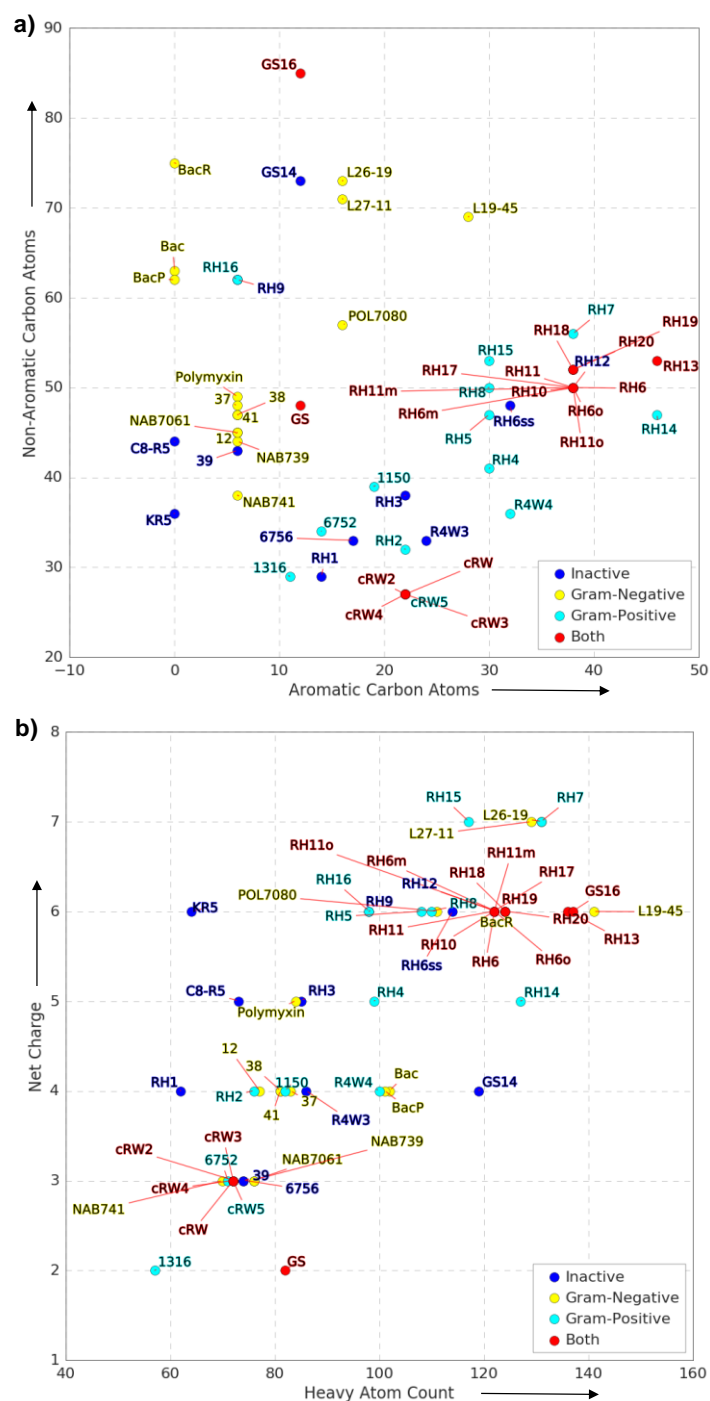 a)
90
GS16
80
BacR
GS14
L26-19
L27-11
L19-45
70
Bac
BacP
RH16
RH9
60
POL7080
RH7
RH18
RH19
RH20
RH15
RH12
RH13
RH17
RH11
50
Polymyxin
RH11m
RH8
RH10
RH6
37
38
GS
RH6m
RH6o
RH6ss
RH14
NAB7061
41
RH5
RH11o
C8-R5
12
NAB739
39
40
1150
RH4
NAB741
RH3
KR5
6752
R4W4
6756
RH2
R4W3
30
1316
RH1
cRW
cRW2
cRW5
cRW4
cRW3
20
Non-Aromatic Carbon Atoms
Inactive
Gram-Negative
Gram-Positive
Both
−10 0 10 20 30 40 50
Aromatic Carbon Atoms
b)
8
RH15
L26-19
RH7
7
L27-11
RH11o
RH11m
RH6m
RH18
RH17
RH16
RH12
POL7080
RH9
RH19
GS16
KR5
RH8
6
RH5
RH11
BacR
RH20
L19-45
RH10
RH13
RH6ss
RH6
RH6o
C8-R5
RH3
RH4
RH14
5
Polymyxin
12
38
RH1
1150
R4W4
Bac
GS14
4
RH2
41
37
BacP
R4W3
cRW3
NAB739
cRW2
6752
NAB7061
39
3
cRW4
6756
NAB741
cRW5
cRW
1316
GS
2
1
Net Charge
Inactive
Gram-Negative
Gram-Positive
Both
40 60 80 100 120 140 160
Heavy Atom Count